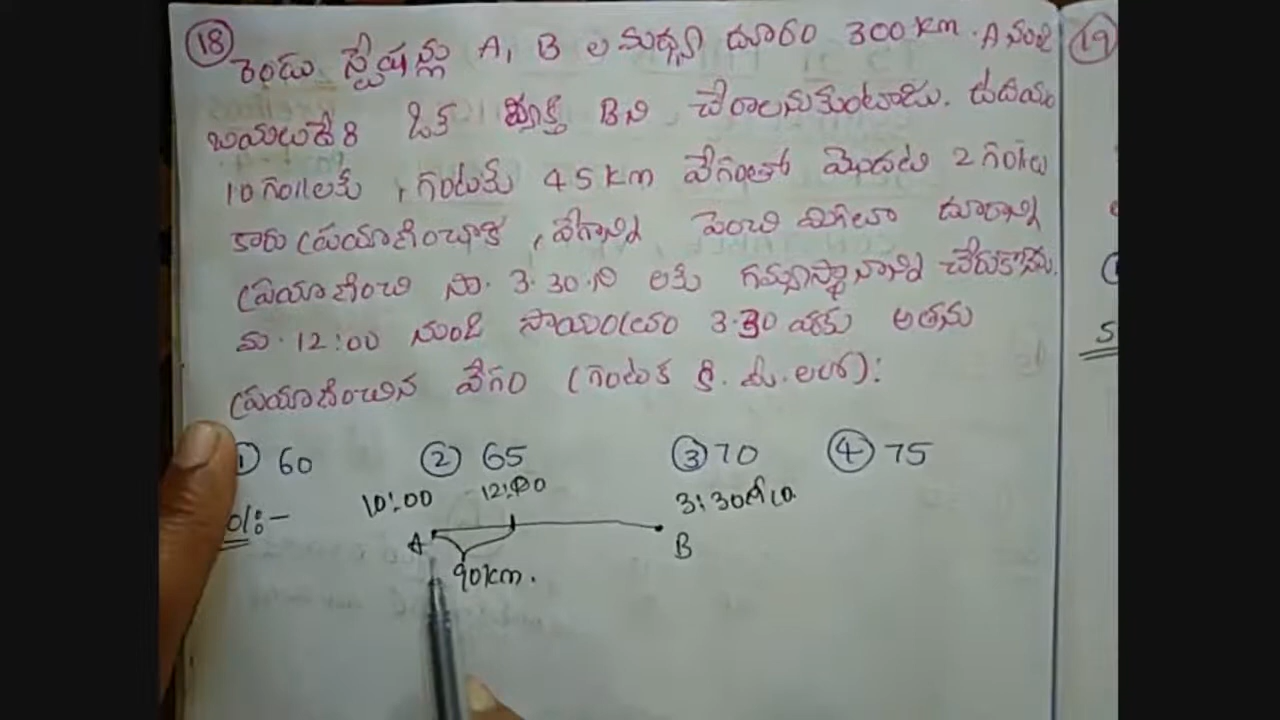 18 రెండు స్టేషన్ల A, B ల మధ్య దూరం 300 km. A నుండి
బయలుదేరి ఒక వ్యక్తి B ని చేరాలనుకుంటాడు. ఉదయం
10 గం॥లకు, గంటకు 45 km వేగంతో మొదటి 2 గం॥లు
కారు ప్రయాణించాక, వేగాన్ని పెంచి మిగిలిన దూరాన్ని
ప్రయాణించి సా. 3.30.ని లకు గమ్యస్థానాన్ని చేరుకొనెను.
మ. 12:00 నుండి సాయంత్రం 3.30 వరకు అతను
ప్రయాణించిన వేగం (గంటకి కి. మీ. లలో):
1 60 2 65 3 70 4 75
10:00 12:00 3:30
ol:-
A B
90km.
19
S